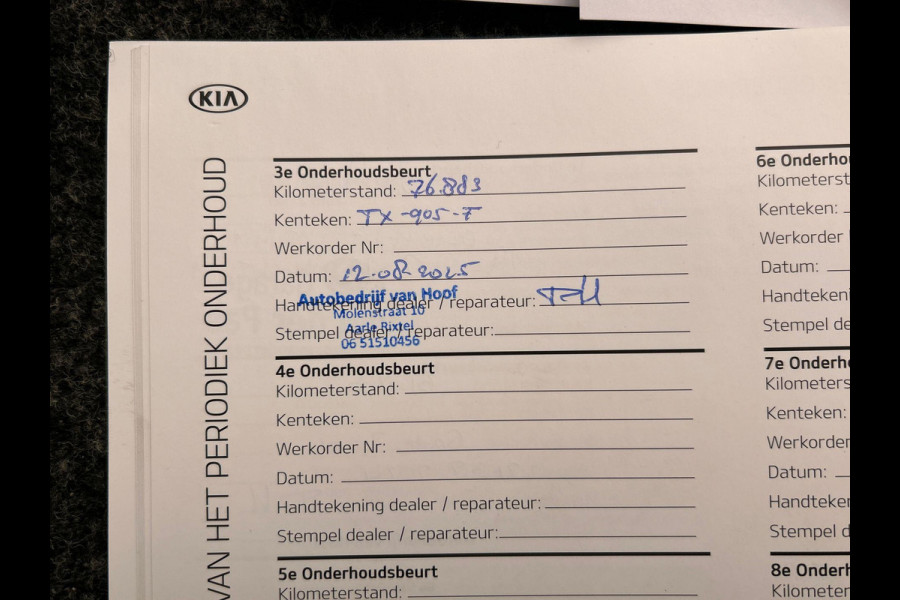 KIA
VAN HET PERIODIEK ONDERHOUD
3e Onderhoudsbeurt
Kilometerstand: 76.883
Kenteken: TX-905-F
Werkorder Nr:
Datum: 12.08.2025
Handtekening dealer / reparateur:
Stempel dealer / reparateur:
Autobedrijf van Hoof
Molenstraat 10
Aarle Rixtel
06 51510456
4e Onderhoudsbeurt
Kilometerstand:
Kenteken:
Werkorder Nr:
Datum:
Handtekening dealer / reparateur:
Stempel dealer / reparateur:
5e Onderhoudsbeurt
Kilometerstand:
6e Onderho
Kilometerst
Kenteken:
Werkorder
Datum:
Handtekeni
Stempel de
7e Onderh
Kilometers
Kenteken:
Werkorder
Datum:
Handteker
Stempel d
8e Onderh
Kilometer